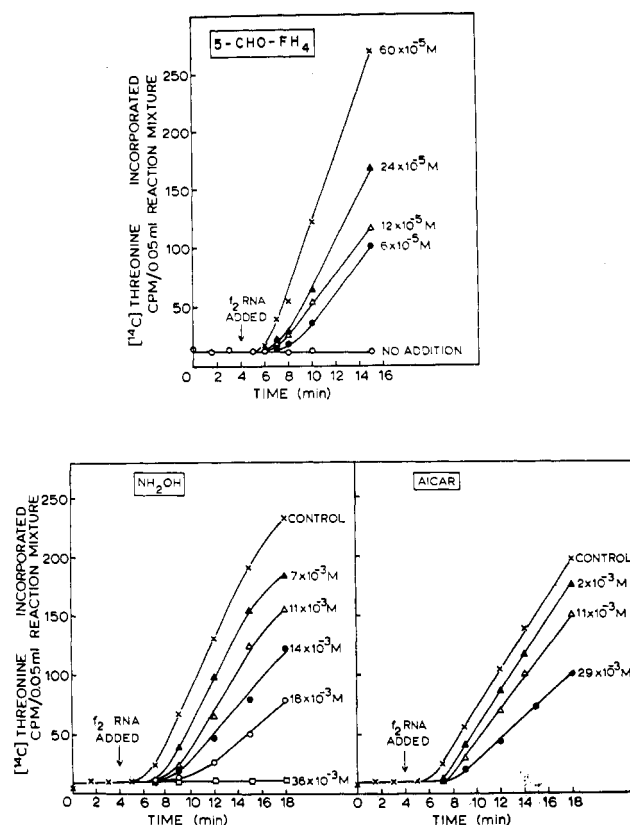 5-CHO-FH4
[14C] THREONINE INCORPORATED
CPM/0.05 ml REACTION MIXTURE
250
200
150
100
50
60×10-5M
24×10-5M
12×10-5M
6×10-5M
f2 RNA
ADDED
NO ADDITION
0 2 4 6 8 10 12 14 16
TIME (min)
[14C] THREONINE INCORPORATED
CPM/0.05ml REACTION MIXTURE
250
200
150
100
50
NH2OH
CONTROL
7×10-3M
11×10-3M
14×10-3M
18×10-3M
f2 RNA
ADDED
36×10-3M
0 2 4 6 8 10 12 14 16 18
TIME (min)
AICAR
CONTROL
2×10-3M
11×10-3M
29×10-3M
f2 RNA
ADDED
0 2 4 6 8 10 12 14 16 18
TIME (min)